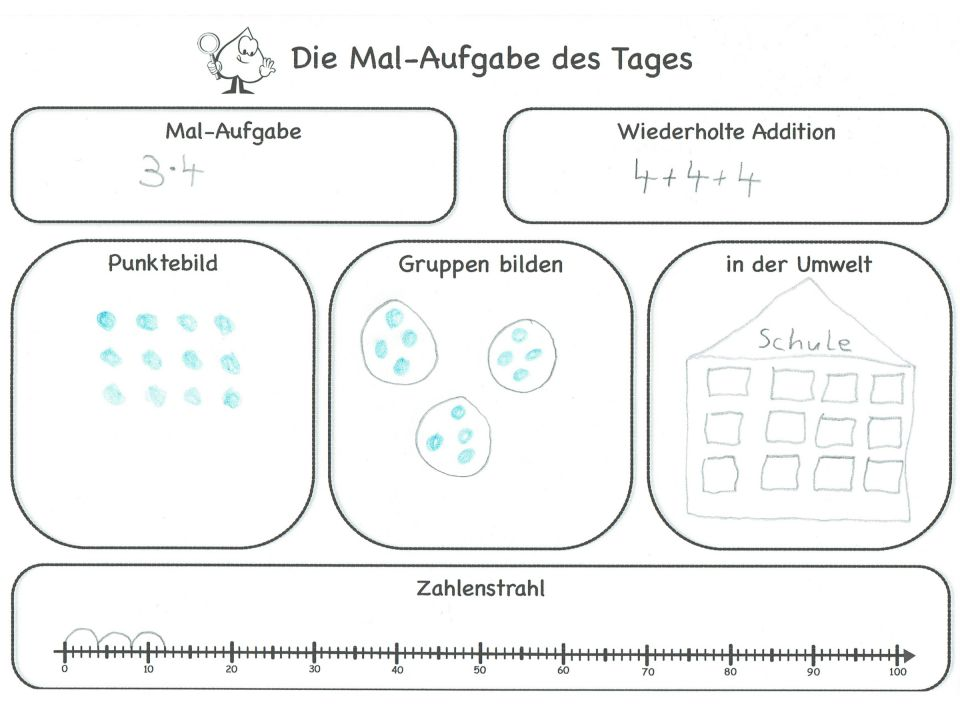 Die Mal-Aufgabe des Tages
Mal-Aufgabe
3·4
Wiederholte Addition
4+4+4
Punktebild
Gruppen bilden
in der Umwelt
Schule
Zahlenstrahl
0 10 20 30 40 50 60 70 80 90 100